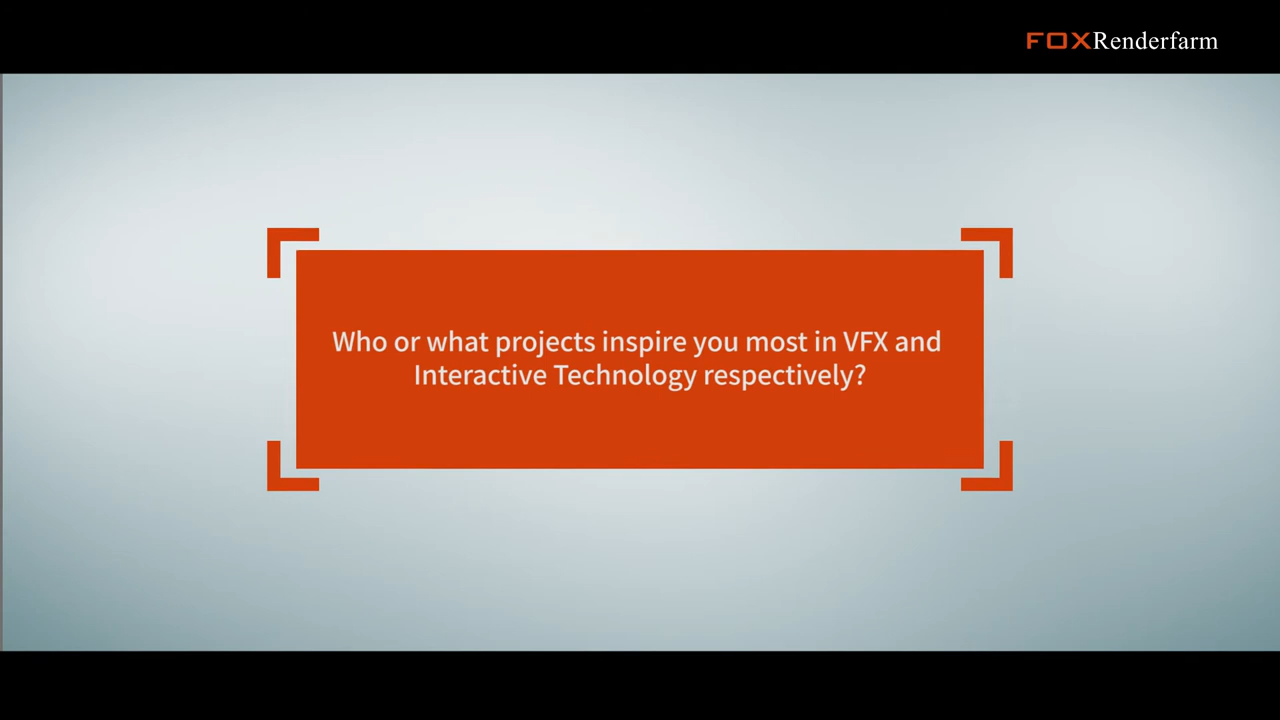 FOXRenderfarm
Who or what projects inspire you most in VFX and
Interactive Technology respectively?